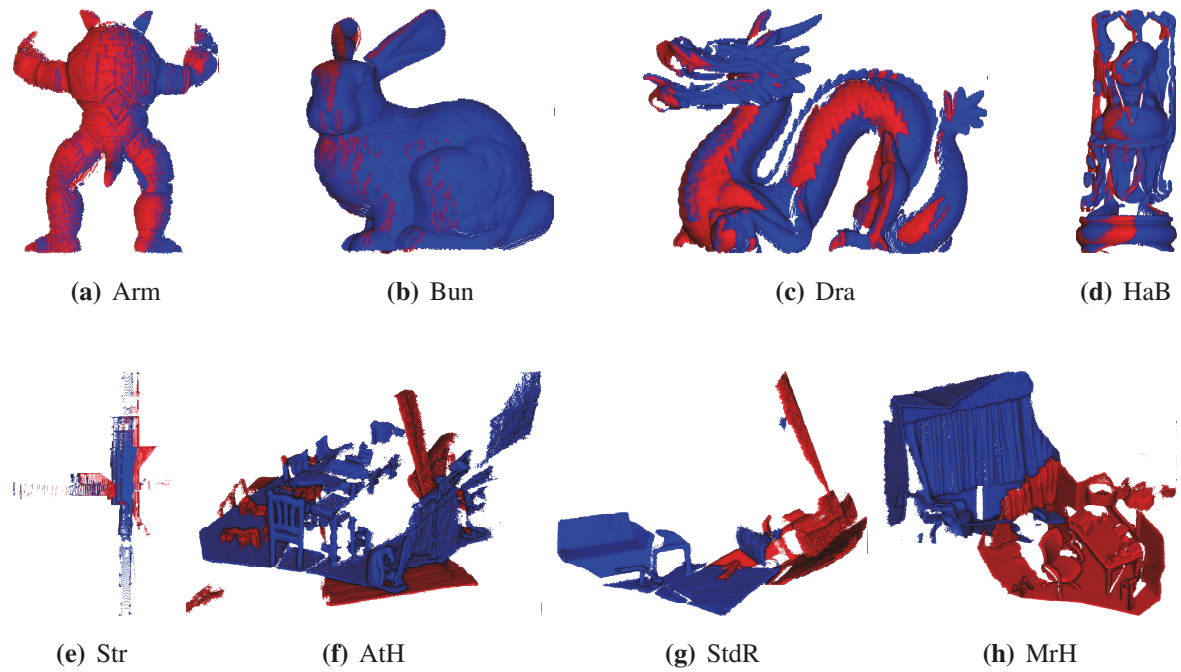 (a) Arm
(b) Bun
(c) Dra
(d) HaB
(e) Str
(f) AtH
(g) StdR
(h) MrH